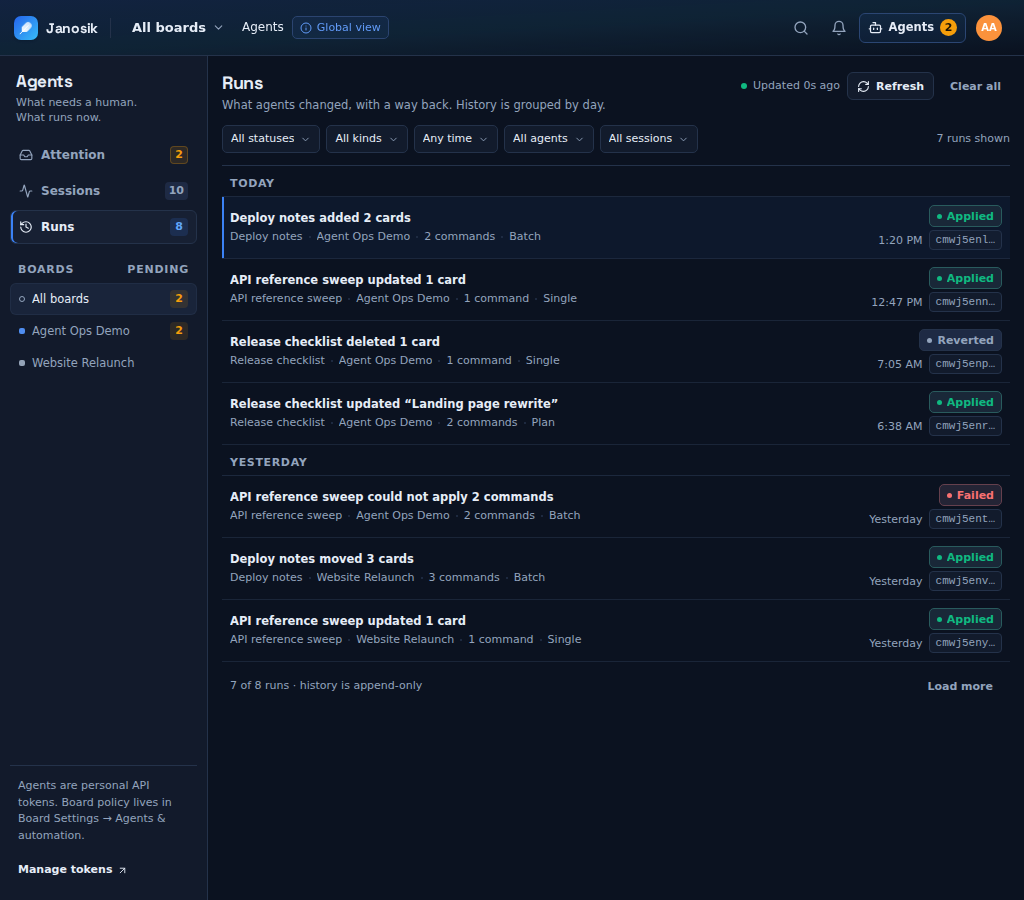 Janosik
All boards
Agents
Global view
Agents 2
AA
Agents
What needs a human.
What runs now.
Attention 2
Sessions 10
Runs 8
BOARDS PENDING
All boards 2
Agent Ops Demo 2
Website Relaunch
Agents are personal API
tokens. Board policy lives in
Board Settings → Agents &
automation.
Manage tokens
Runs
What agents changed, with a way back. History is grouped by day.
Updated 0s ago
Refresh
Clear all
All statuses
All kinds
Any time
All agents
All sessions
7 runs shown
TODAY
Deploy notes added 2 cards
Applied
Deploy notes · Agent Ops Demo · 2 commands · Batch
1:20 PM cmwj5enl…
API reference sweep updated 1 card
Applied
API reference sweep · Agent Ops Demo · 1 command · Single
12:47 PM cmwj5enn…
Release checklist deleted 1 card
Reverted
Release checklist · Agent Ops Demo · 1 command · Single
7:05 AM cmwj5enp…
Release checklist updated “Landing page rewrite”
Applied
Release checklist · Agent Ops Demo · 2 commands · Plan
6:38 AM cmwj5enr…
YESTERDAY
API reference sweep could not apply 2 commands
Failed
API reference sweep · Agent Ops Demo · 2 commands · Batch
Yesterday cmwj5ent…
Deploy notes moved 3 cards
Applied
Deploy notes · Website Relaunch · 3 commands · Batch
Yesterday cmwj5env…
API reference sweep updated 1 card
Applied
API reference sweep · Website Relaunch · 1 command · Single
Yesterday cmwj5eny…
7 of 8 runs · history is append-only
Load more